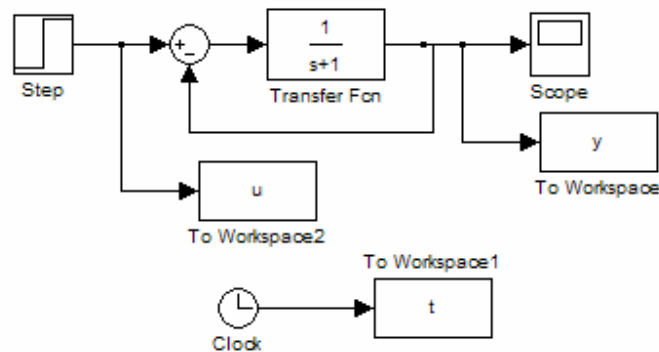 Step
+
−
1
s+1
Transfer Fcn
Scope
y
To Workspace
u
To Workspace2
To Workspace1
t
Clock